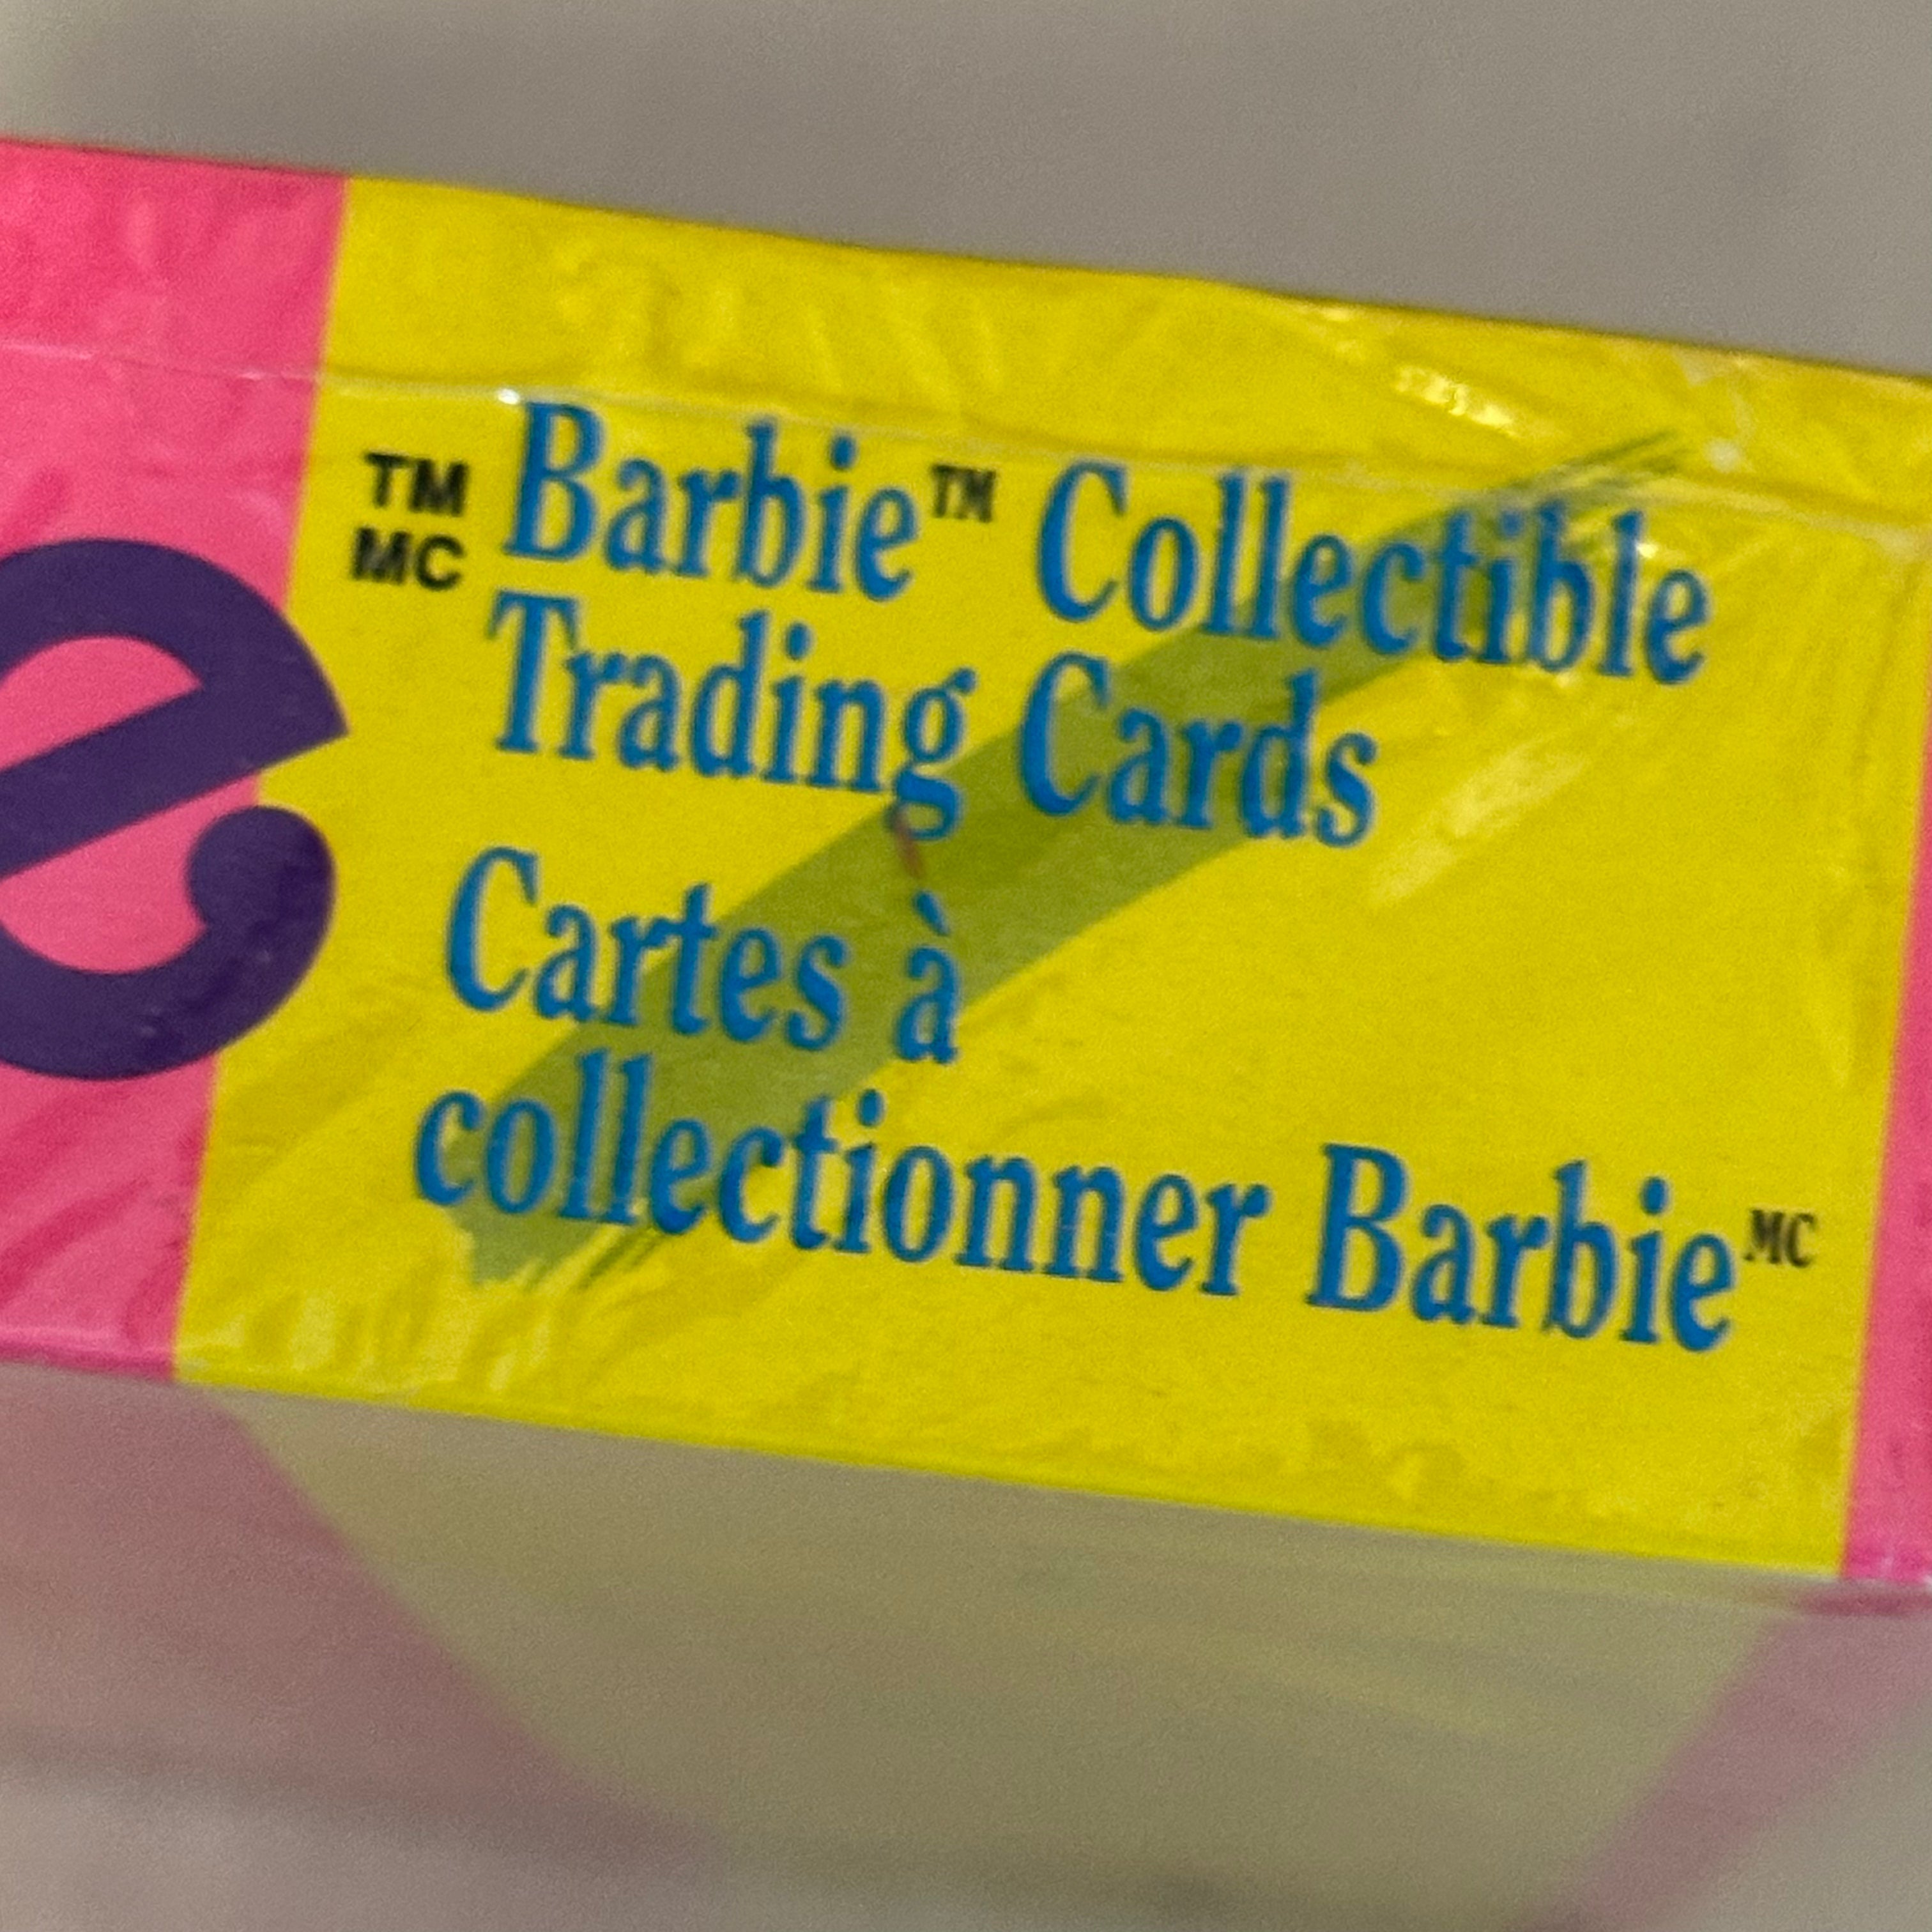 e
TM
MC
Barbie™ Collectible
Trading Cards
Cartes à
collectionner Barbie MC